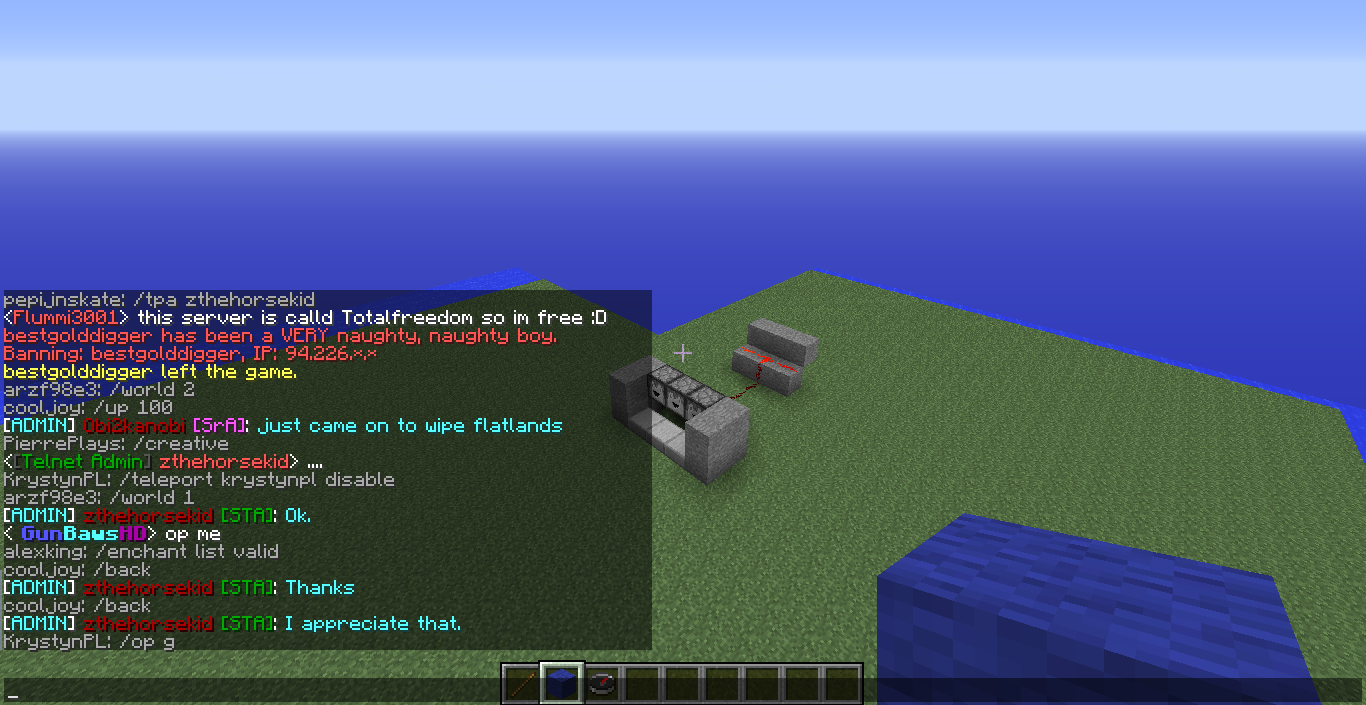 pepijnskate: /tpa zthehorsekid
<Flummi3001> this server is calld Totalfreedom so im free :D
bestgolddigger has been a VERY naughty, naughty boy.
Banning: bestgolddigger, IP: 94.226.*.*
bestgolddigger left the game.
arzf98e3: /world 2
cooljoy: /up 100
[ADMIN] Obi2kanobi [SrA]: just came on to wipe flatlands
PierrePlays: /creative
<[Telnet Admin] zthehorsekid> ....
KrystynPL: /teleport krystynpl disable
arzf98e3: /world 1
[ADMIN] zthehorsekid [STA]: Ok.
< GunBawsHD> op me
alexking: /enchant list valid
cooljoy: /back
[ADMIN] zthehorsekid [STA]: Thanks
cooljoy: /back
[ADMIN] zthehorsekid [STA]: I appreciate that.
KrystynPL: /op g
_